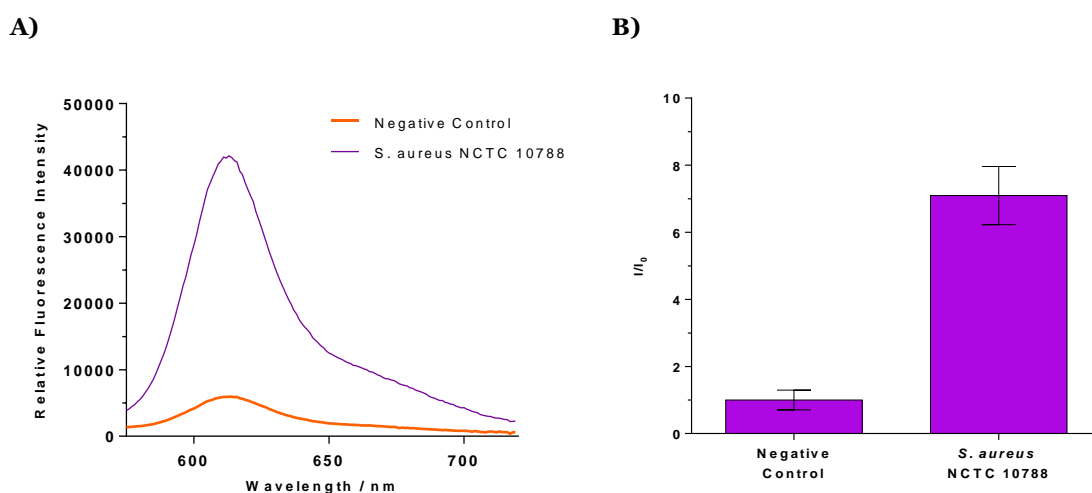 A)
B)
50000
40000
30000
20000
10000
0
Relative Fluorescence Intensity
Negative Control
S. aureus NCTC 10788
600
650
700
Wavelength / nm
10
8
6
4
2
0
I/I₀
Negative
Control
S. aureus
NCTC 10788